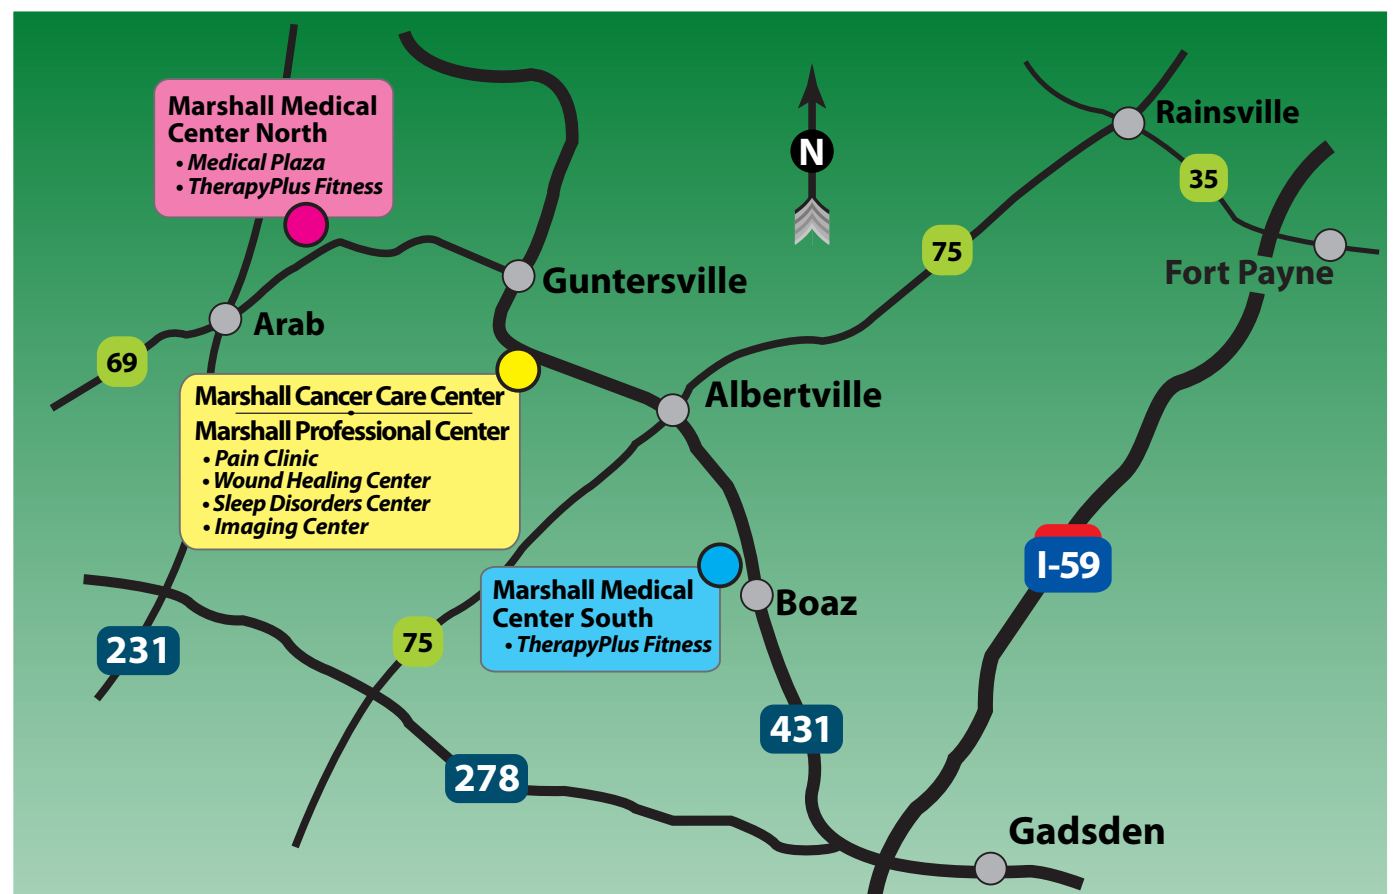 Marshall Medical
Center North
• Medical Plaza
• TherapyPlus Fitness
N
Rainsville
35
75
Fort Payne
Guntersville
Arab
69
Marshall Cancer Care Center
Marshall Professional Center
• Pain Clinic
• Wound Healing Center
• Sleep Disorders Center
• Imaging Center
Albertville
I-59
Marshall Medical
Center South
• TherapyPlus Fitness
Boaz
231
75
431
278
Gadsden